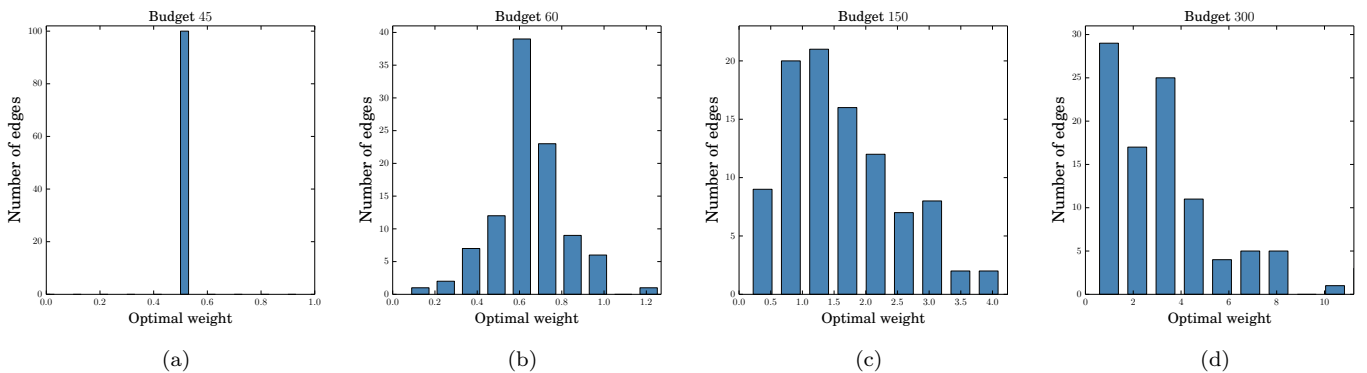 Budget 45
Number of edges
100
80
60
40
20
0
0.0 0.2 0.4 0.6 0.8 1.0
Optimal weight
(a)
Budget 60
Number of edges
40
35
30
25
20
15
10
5
0
0.0 0.2 0.4 0.6 0.8 1.0 1.2
Optimal weight
(b)
Budget 150
Number of edges
20
15
10
5
0
0.0 0.5 1.0 1.5 2.0 2.5 3.0 3.5 4.0
Optimal weight
(c)
Budget 300
Number of edges
30
25
20
15
10
5
0
0 2 4 6 8 10
Optimal weight
(d)